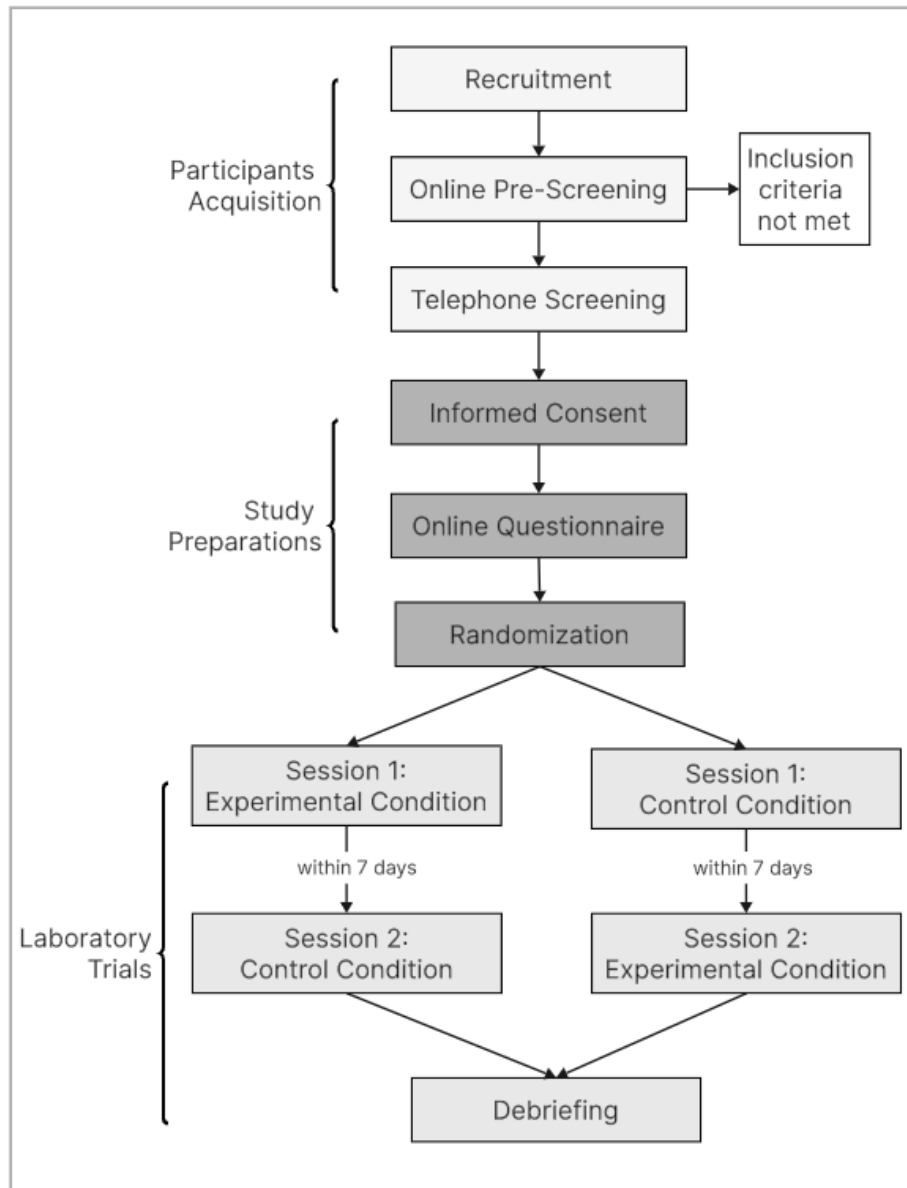 Recruitment
Participants
Acquisition
Online Pre-Screening
Inclusion
criteria
not met
Telephone Screening
Informed Consent
Study
Preparations
Online Questionnaire
Randomization
Session 1:
Experimental Condition
Session 1:
Control Condition
within 7 days
within 7 days
Laboratory
Trials
Session 2:
Control Condition
Session 2:
Experimental Condition
Debriefing